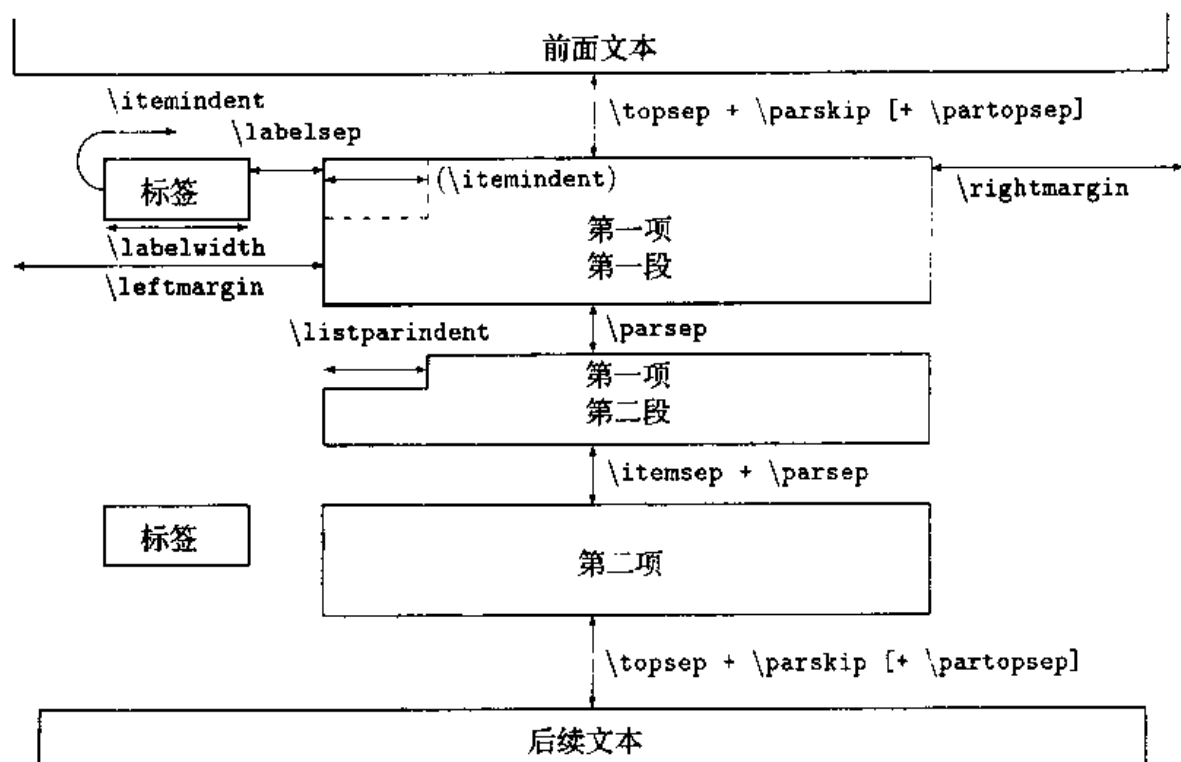 前面文本
\itemindent
\topsep + \parskip [+ \partopsep]
\labelsep
标签
(\itemindent)
\rightmargin
第一项
\labelwidth
第一段
\leftmargin
\listparindent
\parsep
第一项
第二段
\itemsep + \parsep
标签
第二项
\topsep + \parskip [+ \partopsep]
后续文本